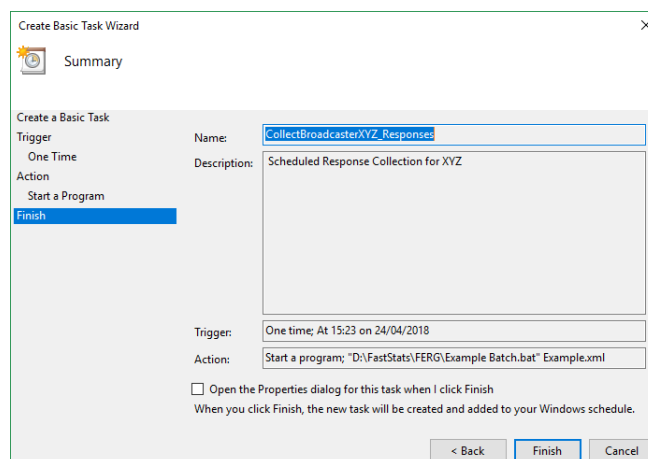 Create Basic Task Wizard
Summary
Create a Basic Task
Trigger
One Time
Action
Start a Program
Finish
Name: CollectBroadcasterXYZ_Responses
Description: Scheduled Response Collection for XYZ
Trigger: One time; At 15:23 on 24/04/2018
Action: Start a program; "D:\FastStats\FERG\Example Batch.bat" Example.xml
Open the Properties dialog for this task when I click Finish
When you click Finish, the new task will be created and added to your Windows schedule.
< Back Finish Cancel